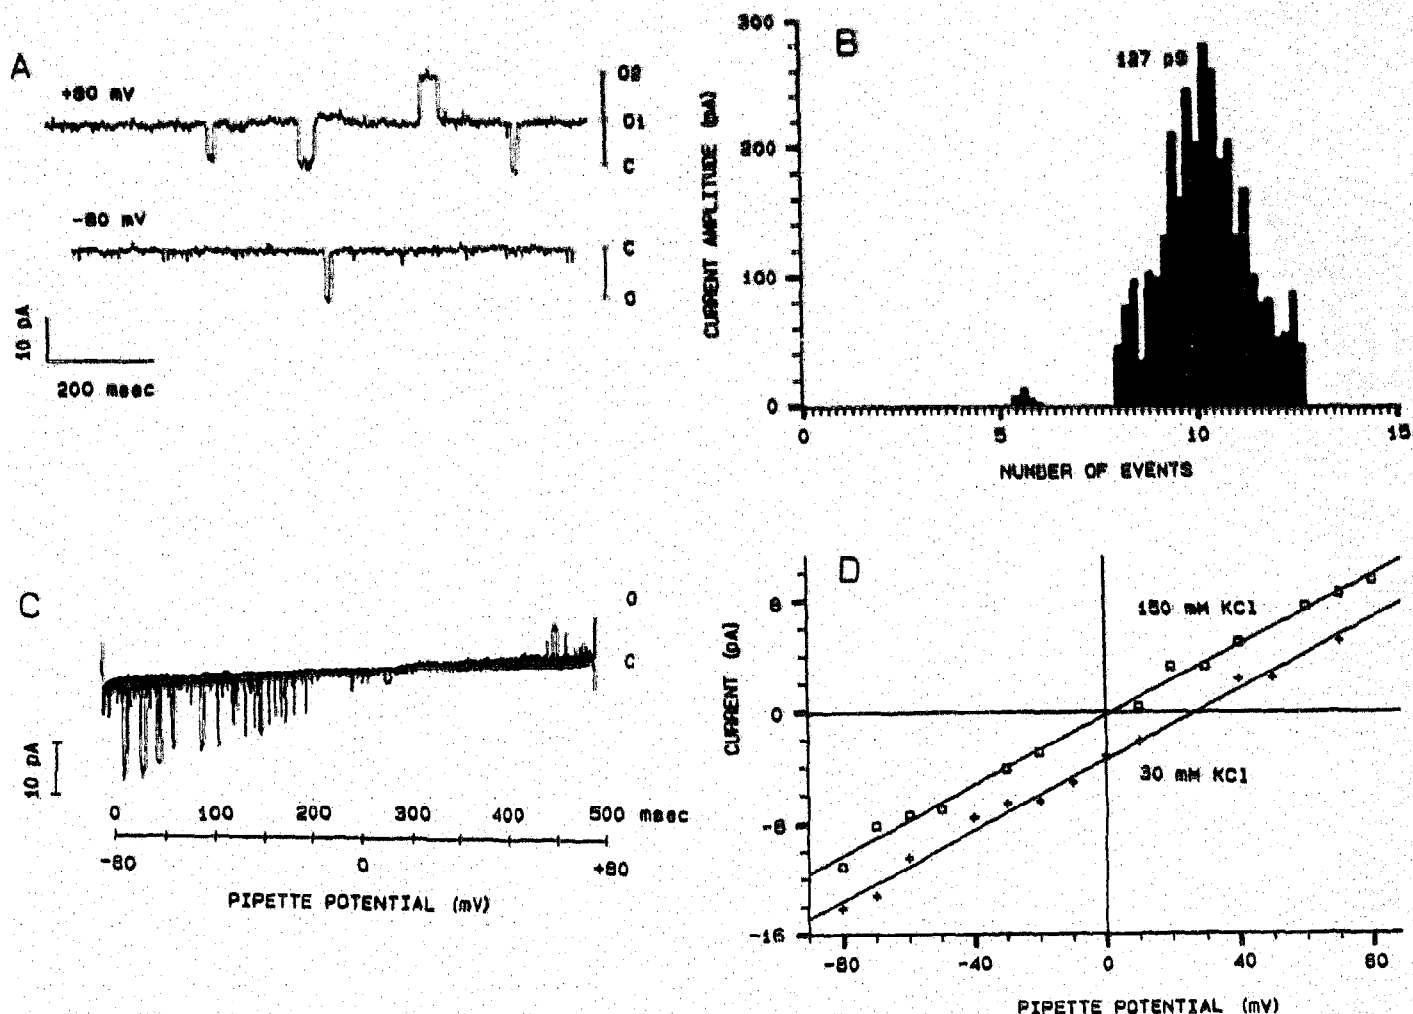 A
+80 mV
O2
O1
C
-80 mV
C
O
10 pA
200 msec
B
127 pS
300
200
100
0
CURRENT AMPLITUDE (pA)
0 5 10 15
NUMBER OF EVENTS
C
O
C
10 pA
0 100 200 300 400 500 msec
-80 0 +80
PIPETTE POTENTIAL (mV)
D
150 mM KCl
30 mM KCl
8
0
-8
-16
CURRENT (pA)
-80 -40 0 40 80
PIPETTE POTENTIAL (mV)